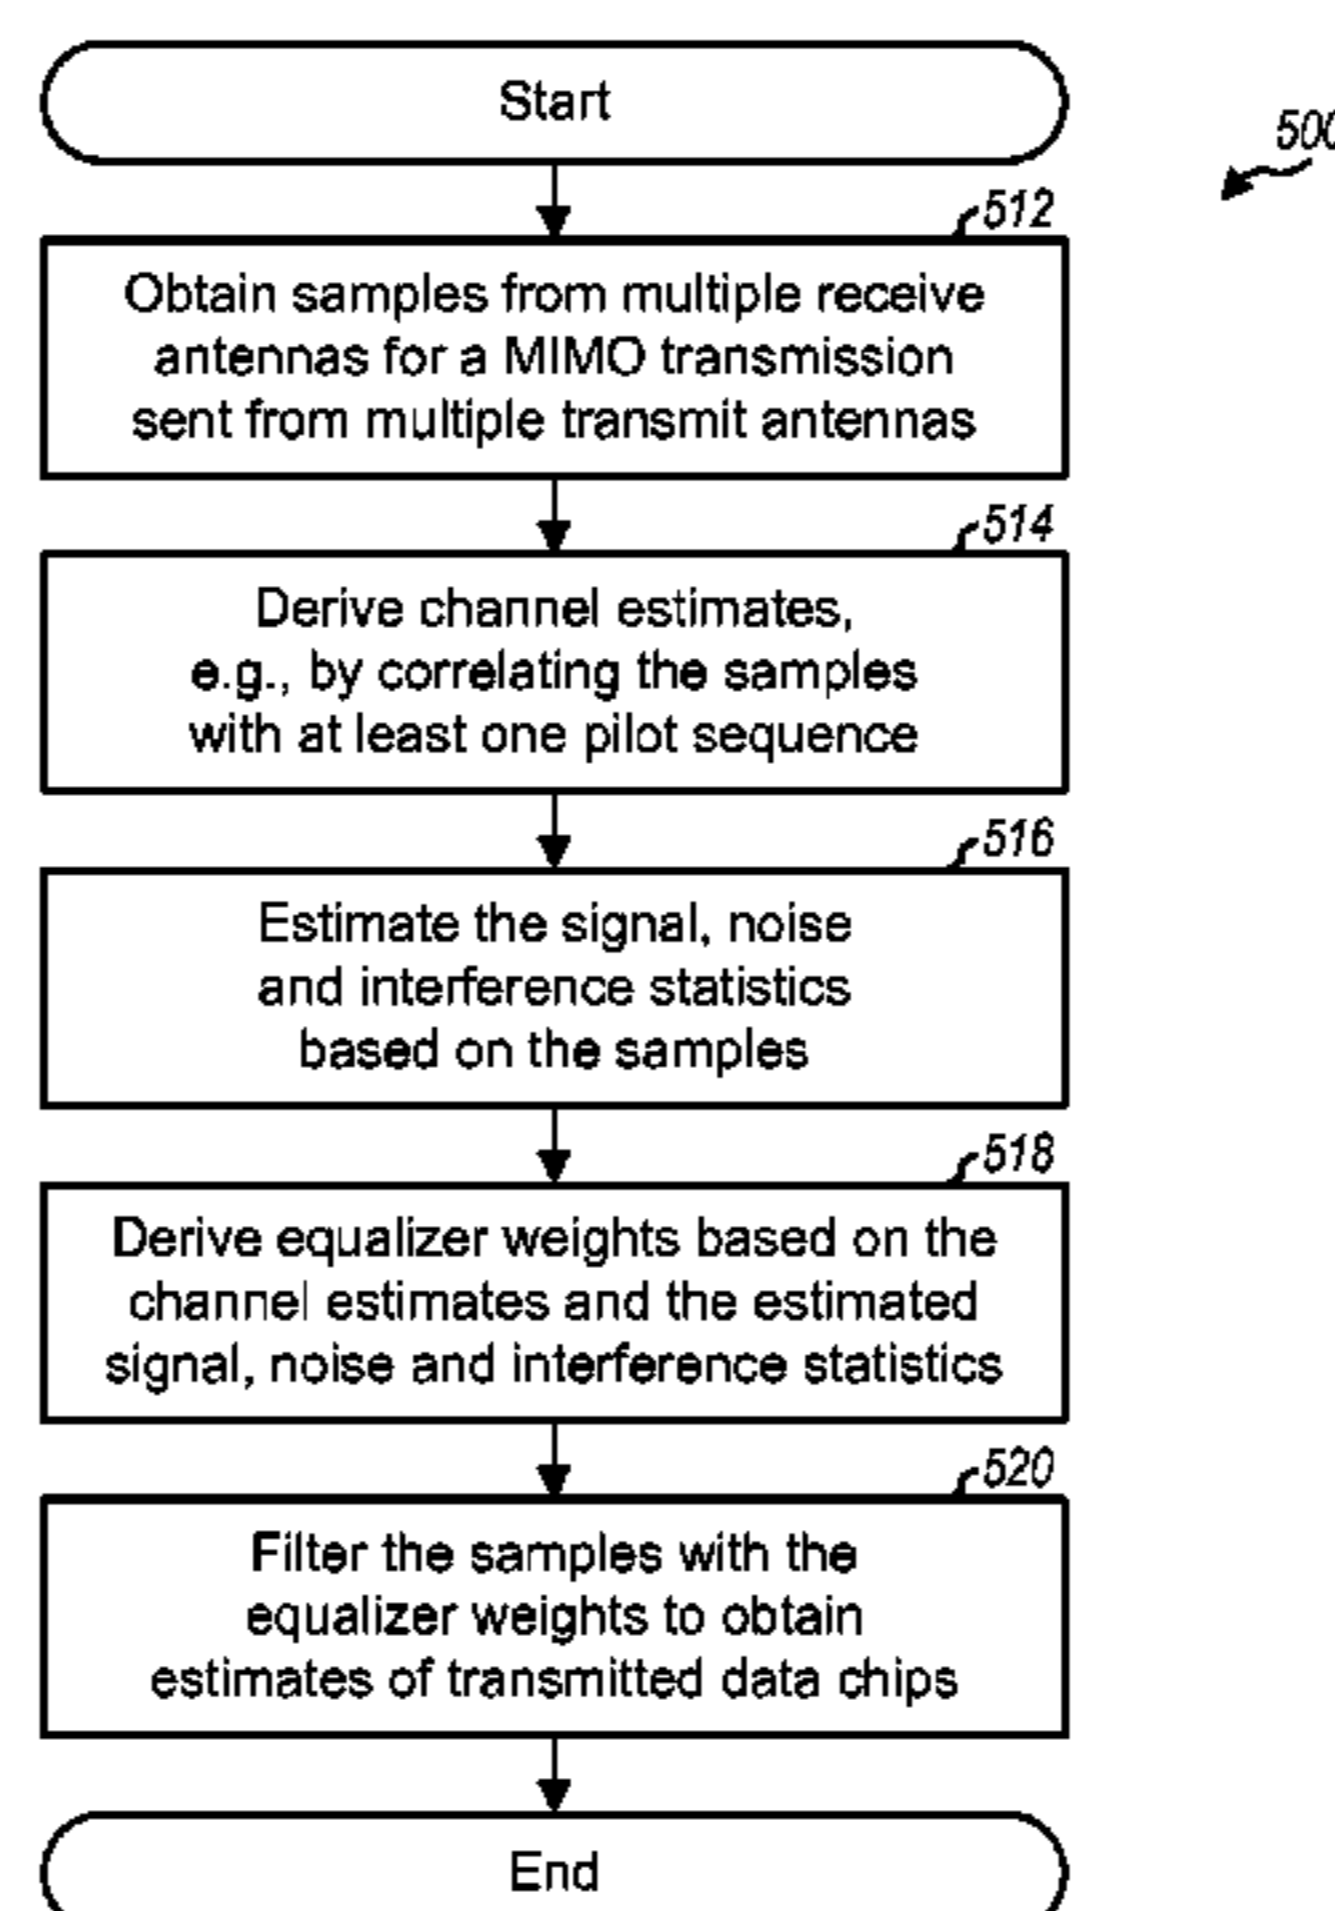 Start
500
512
Obtain samples from multiple receive
antennas for a MIMO transmission
sent from multiple transmit antennas
514
Derive channel estimates,
e.g., by correlating the samples
with at least one pilot sequence
516
Estimate the signal, noise
and interference statistics
based on the samples
518
Derive equalizer weights based on the
channel estimates and the estimated
signal, noise and interference statistics
520
Filter the samples with the
equalizer weights to obtain
estimates of transmitted data chips
End